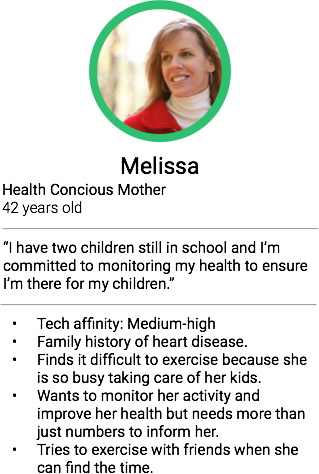 Melissa
Health Concious Mother
42 years old
“I have two children still in school and I’m
committed to monitoring my health to ensure
I’m there for my children.”
• Tech affinity: Medium-high
• Family history of heart disease.
• Finds it difficult to exercise because she
is so busy taking care of her kids.
• Wants to monitor her activity and
improve her health but needs more than
just numbers to inform her.
• Tries to exercise with friends when she
can find the time.